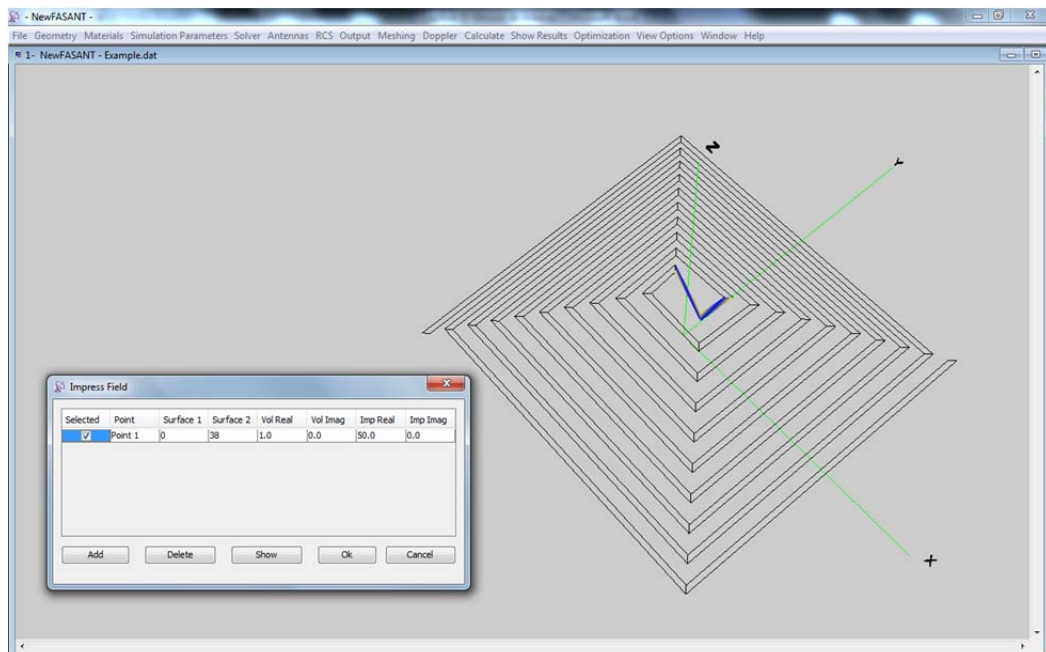 - NewFASANT -
File Geometry Materials Simulation Parameters Solver Antennas RCS Output Meshing Doppler Calculate Show Results Optimization View Options Window Help
1- NewFASANT - Example.dat
Z
Y
X
Impress Field
Selected Point Surface 1 Surface 2 Vol Real Vol Imag Imp Real Imp Imag
Point 1 0 38 1.0 0.0 50.0 0.0
Add Delete Show Ok Cancel